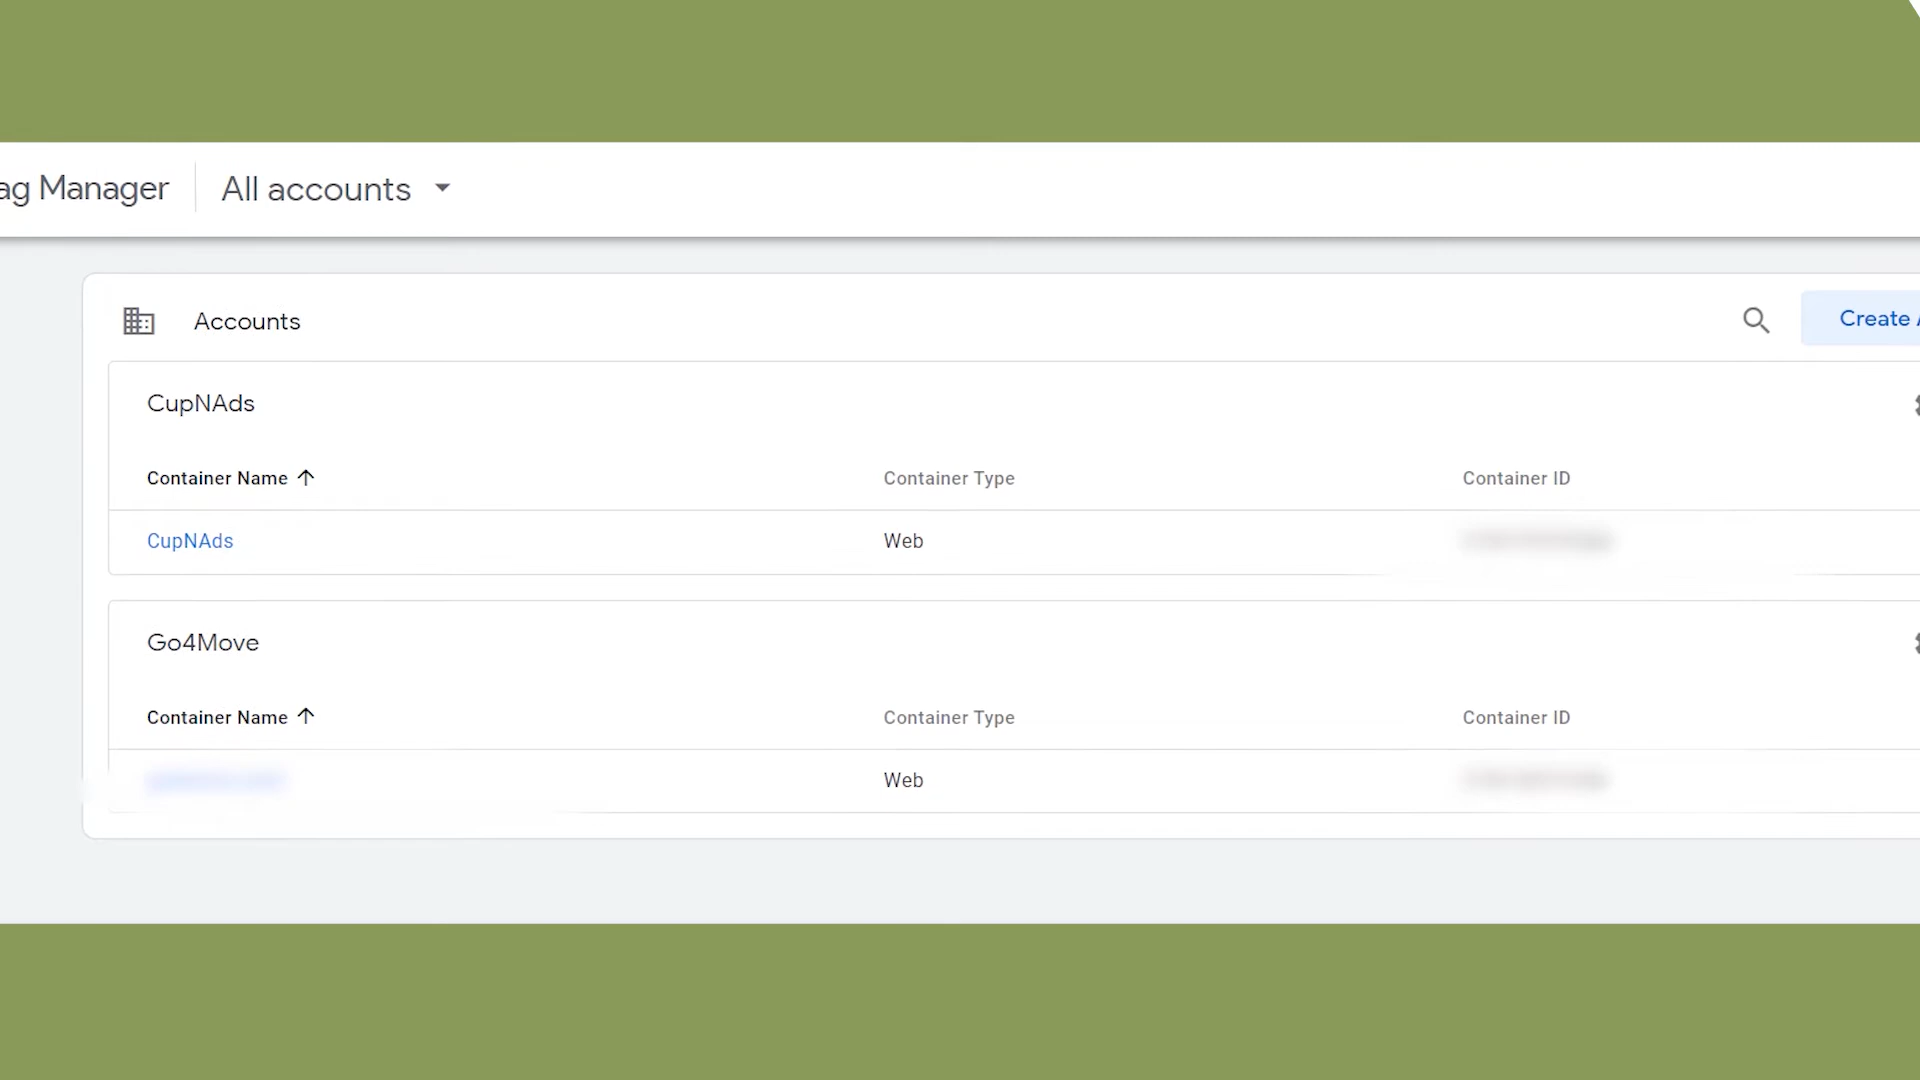 ag Manager
All accounts
Accounts
Create
CupNAds
Container Name
Container Type
Container ID
CupNAds
Web
Go4Move
Container Name
Container Type
Container ID
Web